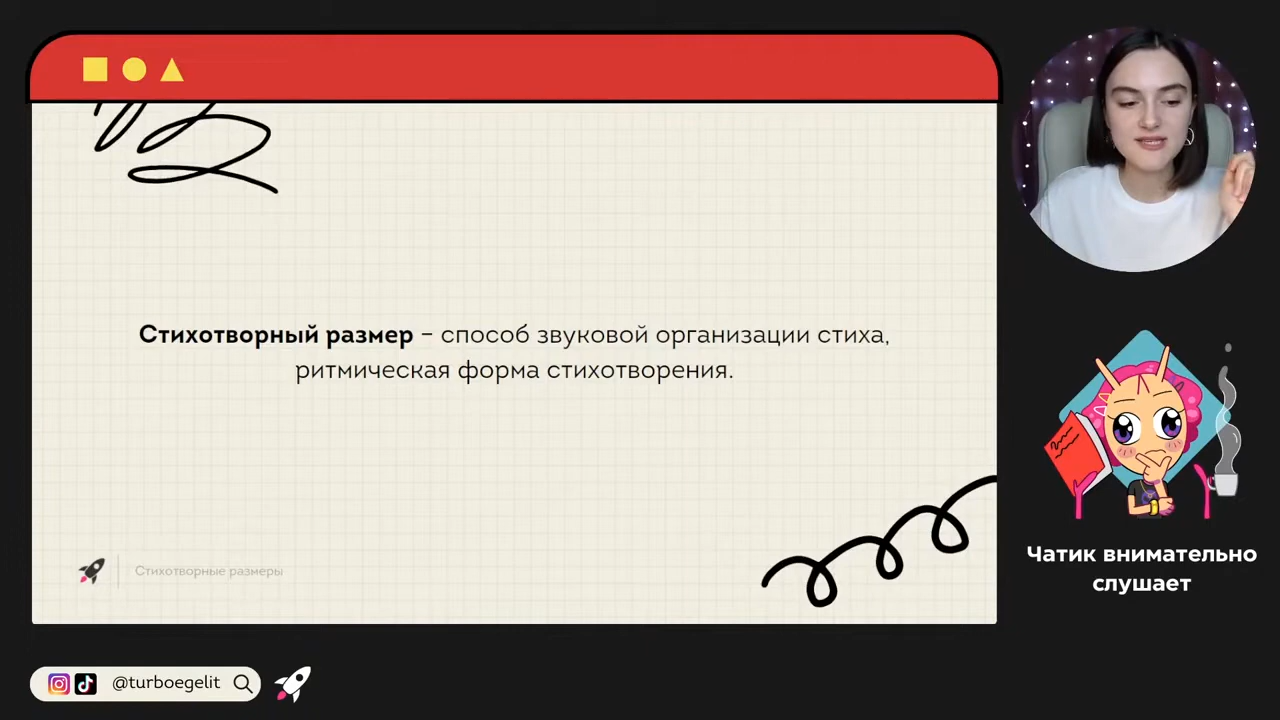 Стихотворный размер – способ звуковой организации стиха,
ритмическая форма стихотворения.
Стихотворные размеры
Чатик внимательно
слушает
@turboegelit